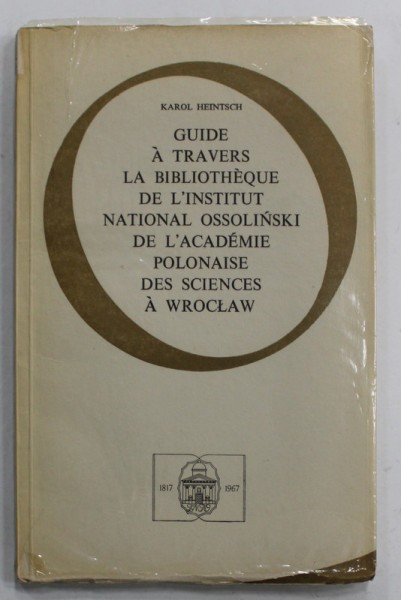 KAROL HEINTSCH
GUIDE
À TRAVERS
LA BIBLIOTHÈQUE
DE L'INSTITUT
NATIONAL OSSOLIŃSKI
DE L'ACADÉMIE
POLONAISE
DES SCIENCES
À WROCŁAW
1817 1967